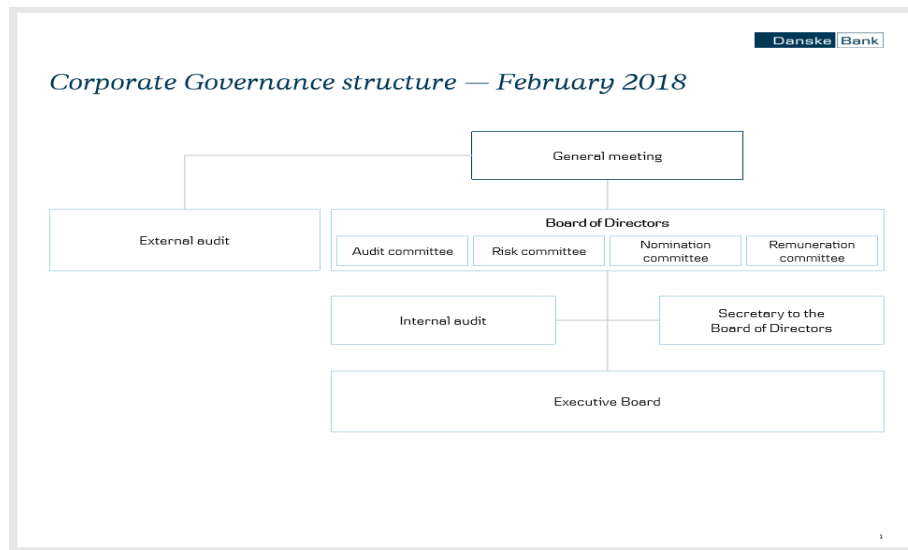 Danske Bank
Corporate Governance structure — February 2018
General meeting
External audit
Board of Directors
Audit committee
Risk committee
Nomination
committee
Remuneration
committee
Internal audit
Secretary to the
Board of Directors
Executive Board
1